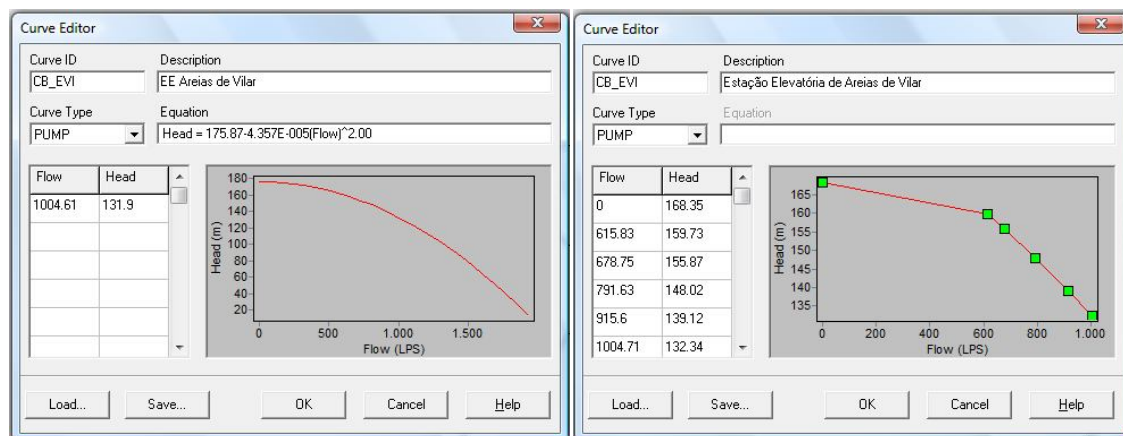 Curve Editor
Curve ID Description
CB_EVI EE Areias de Vilar
Curve Type Equation
PUMP Head = 175.87-4.357E-005(Flow)^2.00
Flow Head
1004.61 131.9
Head (m)
180
160
140
120
100
80
60
40
20
0 500 1.000 1.500
Flow (LPS)
Load... Save... OK Cancel Help
Curve Editor
Curve ID Description
CB_EVI Estação Elevatória de Areias de Vilar
Curve Type Equation
PUMP
Flow Head
0 168.35
615.83 159.73
678.75 155.87
791.63 148.02
915.6 139.12
1004.71 132.34
Head (m)
165
160
155
150
145
140
135
0 200 400 600 800 1.000
Flow (LPS)
Load... Save... OK Cancel Help